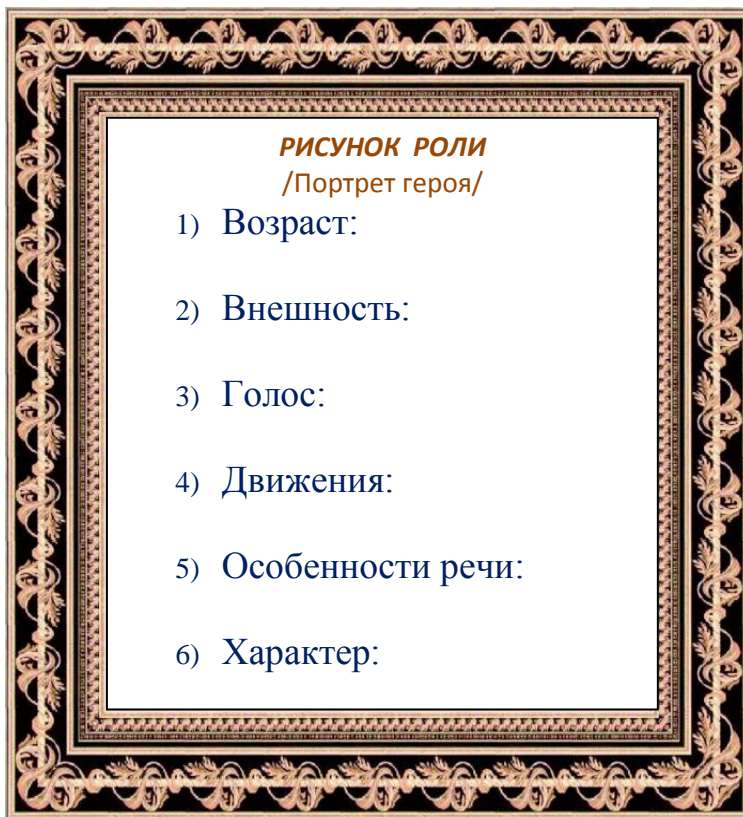 РИСУНОК РОЛИ
/Портрет героя/
1) Возраст:
2) Внешность:
3) Голос:
4) Движения:
5) Особенности речи:
6) Характер: